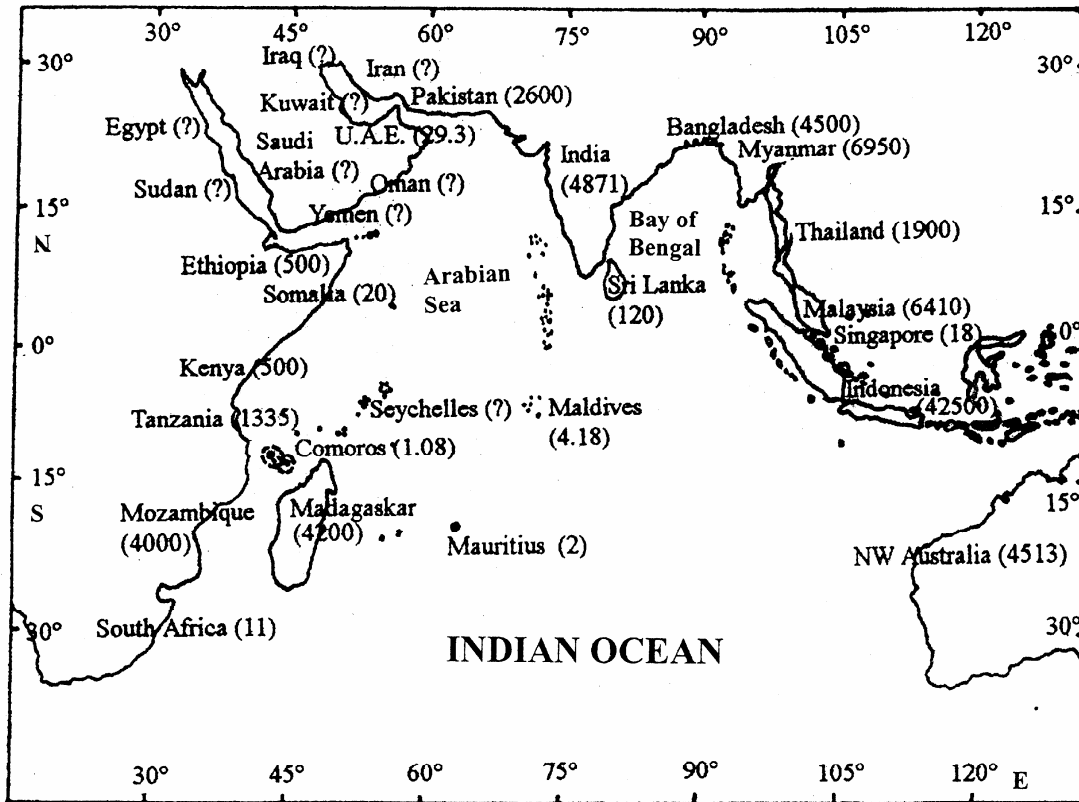 30° 45° 60° 75° 90° 105° 120°
Iraq (?)
30°
Iran (?)
30°
Kuwait (?)
Pakistan (2600)
Egypt (?)
Saudi
Arabia (?)
U.A.E. (29.3)
India
(4871)
Bangladesh (4500)
Myanmar (6950)
Sudan (?)
Oman (?)
15°
Yemen (?)
15°
N
Bay of
Bengal
Thailand (1900)
Ethiopia (500)
Arabian
Sea
Somalia (20)
Sri Lanka
(120)
Malaysia (6410)
Singapore (18)
0°
0°
Kenya (500)
Indonesia
(42500)
Tanzania (1335)
Seychelles (?)
Maldives
(4.18)
Comoros (1.08)
15°
15°
S
Mozambique
(4000)
Madagaskar
(4200)
Mauritius (2)
NW Australia (4513)
30°
South Africa (11)
30°
INDIAN OCEAN
30° 45° 60° 75° 90° 105° 120° E